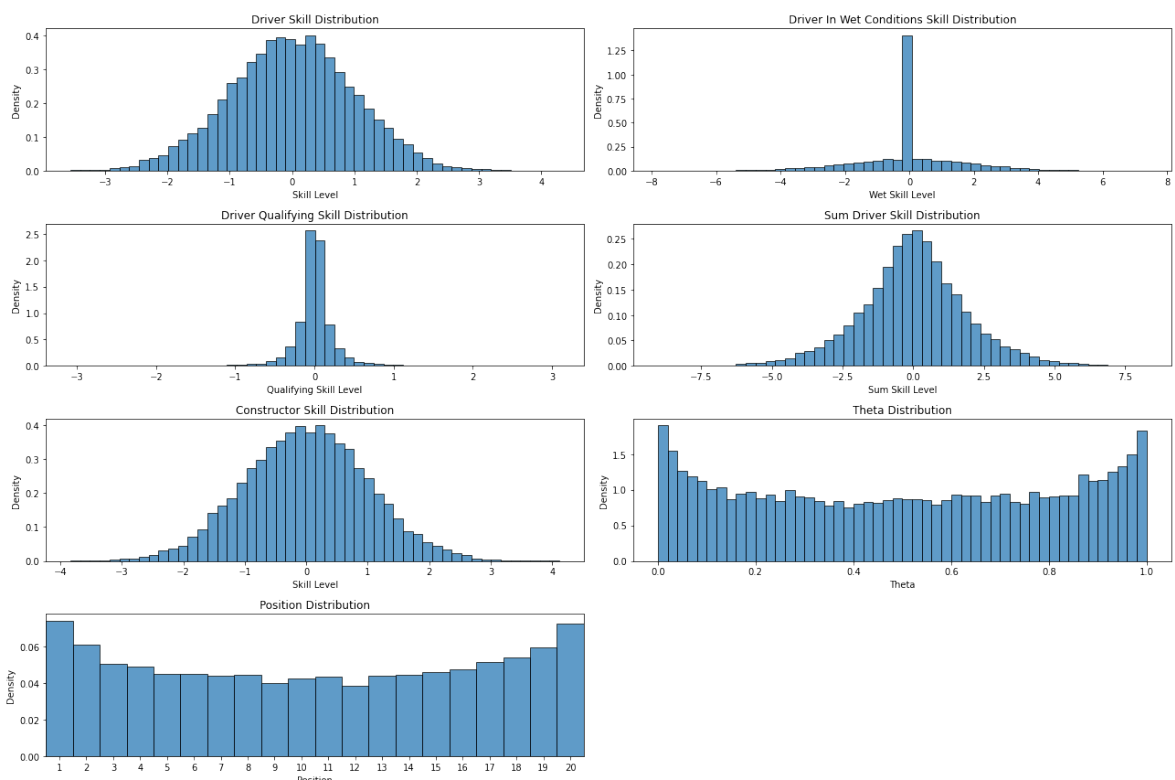 Driver Skill Distribution
Density
0.4
0.3
0.2
0.1
0.0
−3 −2 −1 0 1 2 3 4
Skill Level
Driver In Wet Conditions Skill Distribution
Density
1.25
1.00
0.75
0.50
0.25
0.00
−8 −6 −4 −2 0 2 4 6 8
Wet Skill Level
Driver Qualifying Skill Distribution
Density
2.5
2.0
1.5
1.0
0.5
0.0
−3 −2 −1 0 1 2 3
Qualifying Skill Level
Sum Driver Skill Distribution
Density
0.25
0.20
0.15
0.10
0.05
0.00
−7.5 −5.0 −2.5 0.0 2.5 5.0 7.5
Sum Skill Level
Constructor Skill Distribution
Density
0.4
0.3
0.2
0.1
0.0
−4 −3 −2 −1 0 1 2 3 4
Skill Level
Theta Distribution
Density
1.5
1.0
0.5
0.0
0.0 0.2 0.4 0.6 0.8 1.0
Theta
Position Distribution
Density
0.06
0.04
0.02
0.00
1 2 3 4 5 6 7 8 9 10 11 12 13 14 15 16 17 18 19 20
Position